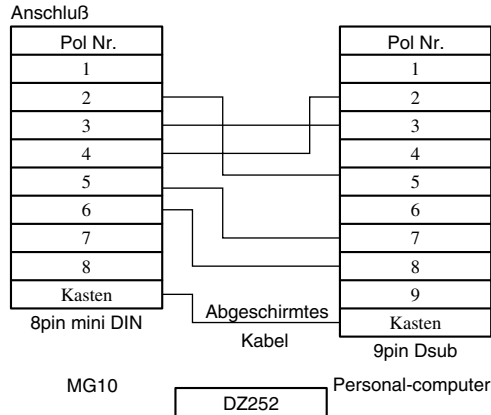 Anschluß
Pol Nr.
1
2
3
4
5
6
7
8
Kasten
8pin mini DIN
MG10
Pol Nr.
1
2
3
4
5
6
7
8
9
Kasten
9pin Dsub
Personal-computer
Abgeschirmtes
Kabel
DZ252